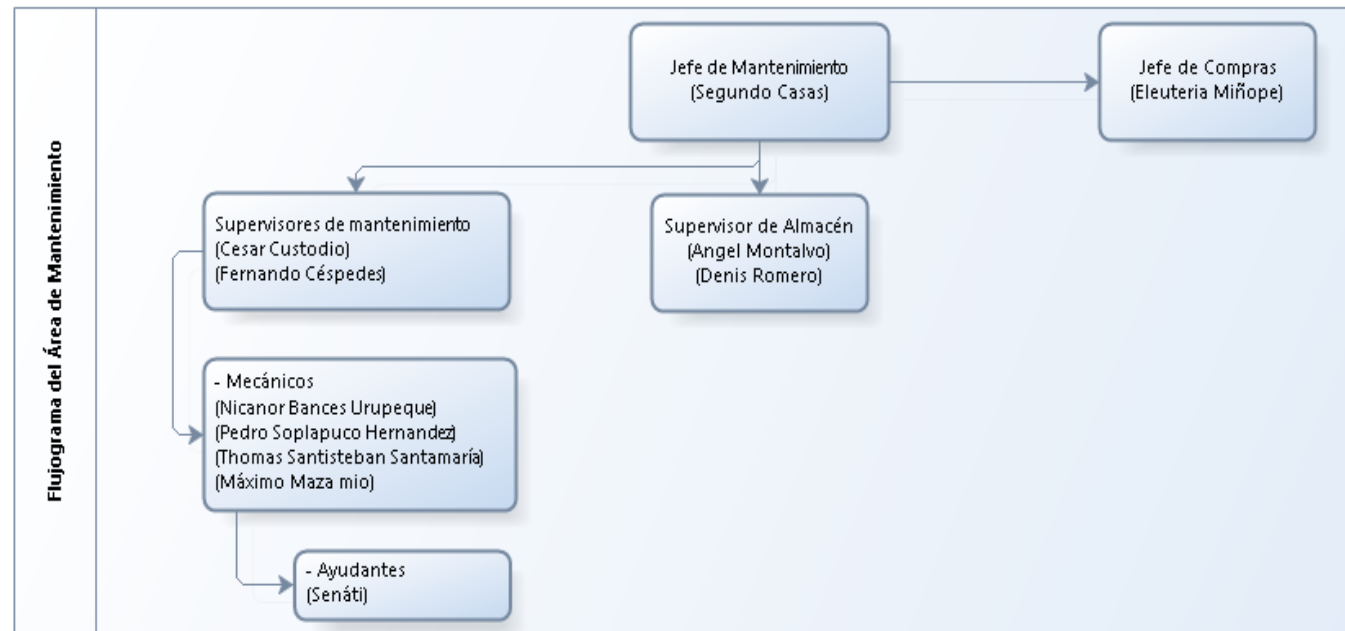 Flujograma del Área de Mantenimiento
Jefe de Mantenimiento
(Segundo Casas)
Jefe de Compras
(Eleuteria Miñope)
Supervisores de mantenimiento
(Cesar Custodio)
(Fernando Céspedes)
Supervisor de Almacén
(Angel Montalvo)
(Denis Romero)
- Mecánicos
(Nicanor Bances Urupeque)
(Pedro Soplapuco Hernandez)
(Thomas Santisteban Santamaría)
(Máximo Maza mio)
- Ayudantes
(Senáti)